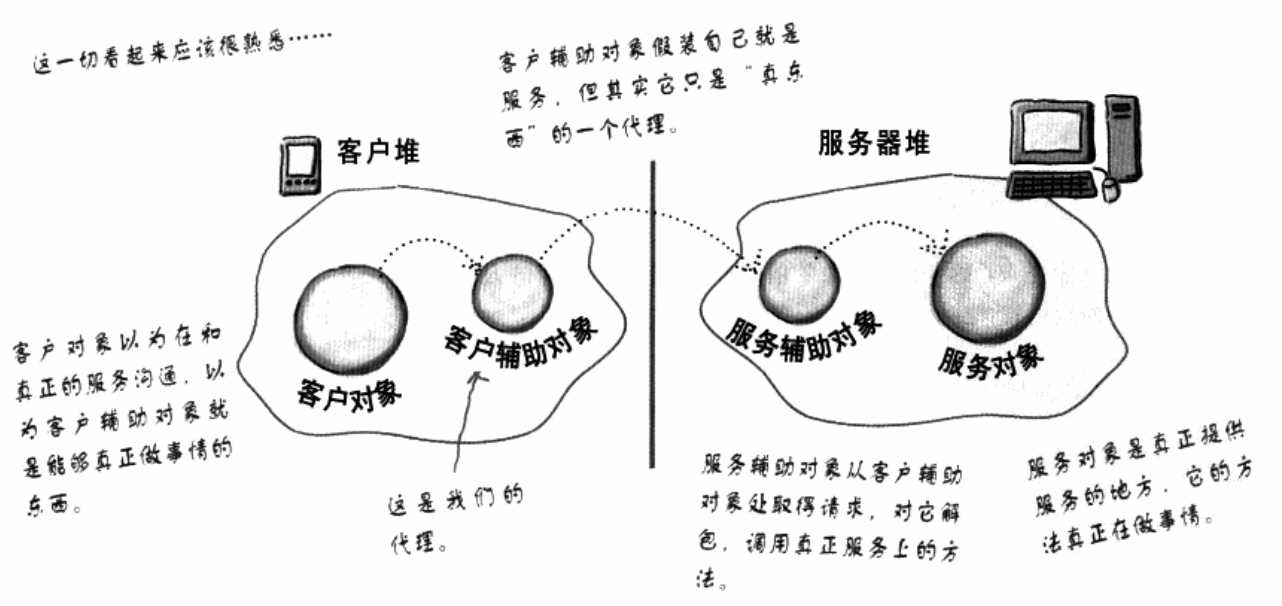 这一切看起来应该很熟悉……
客户辅助对象假装自己就是
服务，但其实它只是“真东
西”的一个代理。
客户堆
服务器堆
客户对象
客户辅助对象
服务辅助对象
服务对象
客户对象以为在和
真正的服务沟通，以
为客户辅助对象就
是能够真正做事情的
东西。
这是我们的
代理。
服务辅助对象从客户辅助
对象处取得请求，对它解
包，调用真正服务上的方
法。
服务对象是真正提供
服务的地方，它的方
法真正在做事情。